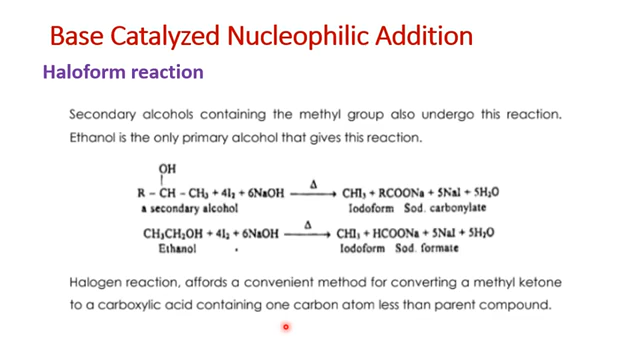 Base Catalyzed Nucleophilic Addition
Haloform reaction
Secondary alcohols containing the methyl group also undergo this reaction.
Ethanol is the only primary alcohol that gives this reaction.
OH
R – CH – CH₃ + 4I₂ + 6NaOH —Δ→ CHI₃ + RCOONa + 5NaI + 5H₂O
a secondary alcohol Iodoform Sod. carbonylate
CH₃CH₂OH + 4I₂ + 6NaOH —Δ→ CHI₃ + HCOONa + 5NaI + 5H₂O
Ethanol Iodoform Sod. formate
Halogen reaction, affords a convenient method for converting a methyl ketone
to a carboxylic acid containing one carbon atom less than parent compound.